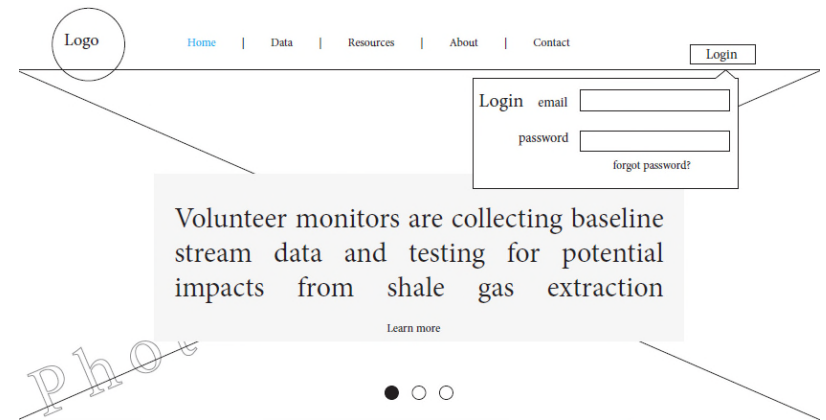 Logo
Home | Data | Resources | About | Contact
Login
Login email
password
forgot password?
Volunteer monitors are collecting baseline
stream data and testing for potential
impacts from shale gas extraction
Learn more